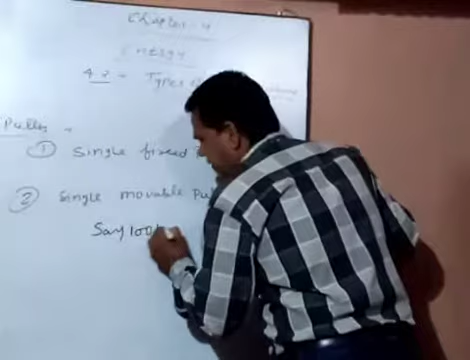 Chapter - 4
Energy
4.2 - Types
Pulley -
① Single fixed
② Single movable Pu
Say 100